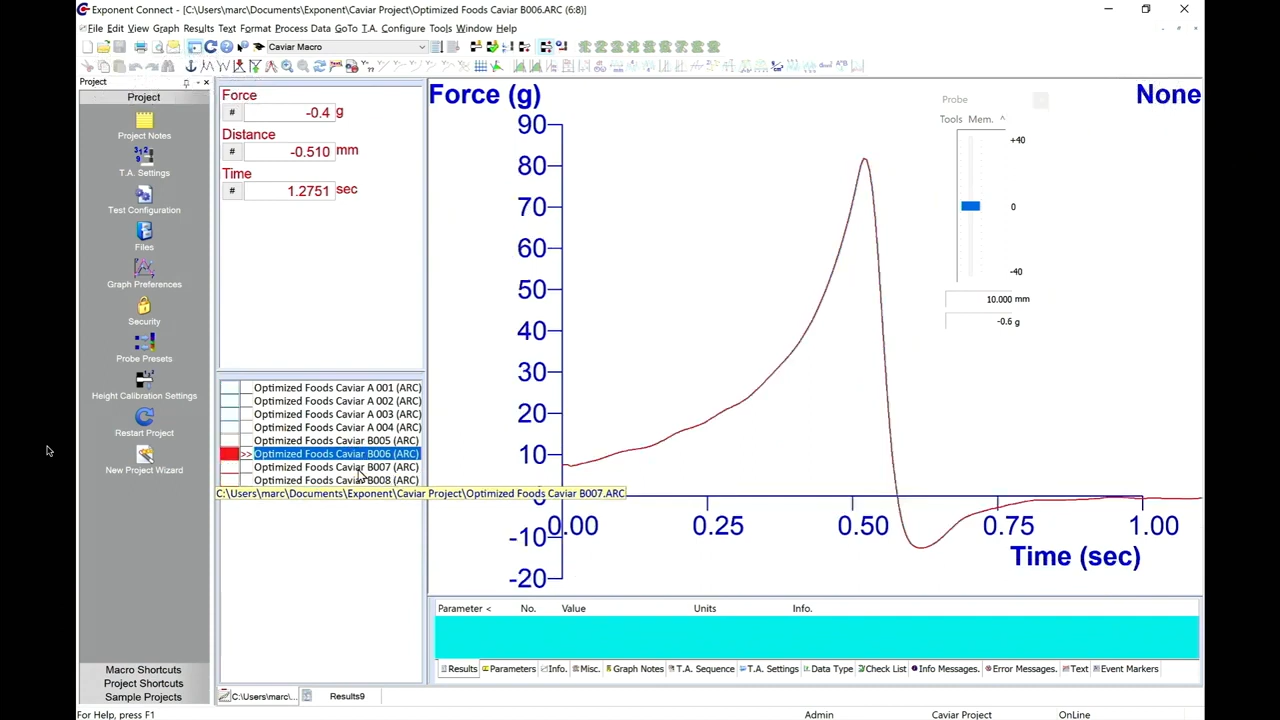 Exponent Connect - [C:\Users\marc\Documents\Exponent\Caviar Project\Optimized Foods Caviar B006.ARC (6:8)]
File Edit View Graph Results Text Format Process Data GoTo T.A. Configure Tools Window Help
Caviar Macro
Project
Project
Project Notes
T.A. Settings
Test Configuration
Files
Graph Preferences
Security
Probe Presets
Height Calibration Settings
Restart Project
New Project Wizard
Macro Shortcuts
Project Shortcuts
Sample Projects
Force
# -0.4 g
Distance
# -0.510 mm
Time
# 1.2751 sec
Optimized Foods Caviar A 001 (ARC)
Optimized Foods Caviar A 002 (ARC)
Optimized Foods Caviar A 003 (ARC)
Optimized Foods Caviar A 004 (ARC)
Optimized Foods Caviar B005 (ARC)
>> Optimized Foods Caviar B006 (ARC)
Optimized Foods Caviar B007 (ARC)
Optimized Foods Caviar B008 (ARC)
C:\Users\marc\Documents\Exponent\Caviar Project\Optimized Foods Caviar B007.ARC
Force (g)
None
90
80
70
60
50
40
30
20
10
-10
-20
0.00 0.25 0.50 0.75 1.00
Time (sec)
Probe
Tools Mem. ^
+40
0
-40
10.000 mm
-0.6 g
Parameter < No. Value Units Info.
Results Parameters Info. Misc. Graph Notes T.A. Sequence T.A. Settings Data Type Check List Info Messages. Error Messages. Text Event Markers
C:\Users\marc\... Results9
For Help, press F1 Admin Caviar Project OnLine